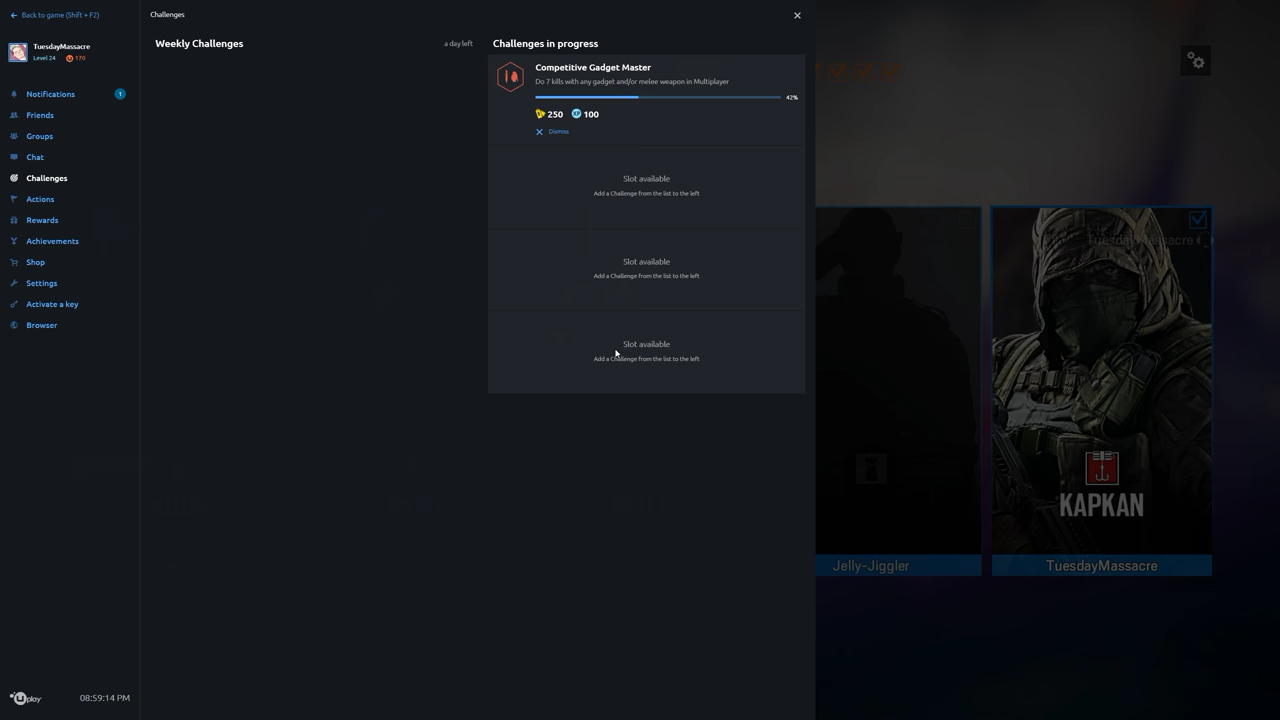 Back to game (Shift + F2)
TuesdayMassacre
Level 24
170
Notifications
1
Friends
Groups
Chat
Challenges
Actions
Rewards
Achievements
Shop
Settings
Activate a key
Browser
uplay
08:59:14 PM
Challenges
Weekly Challenges
a day left
Challenges in progress
Competitive Gadget Master
Do 7 kills with any gadget and/or melee weapon in Multiplayer
42%
250
XP
100
Dismiss
Slot available
Add a Challenge from the list to the left
Slot available
Add a Challenge from the list to the left
Slot available
Add a Challenge from the list to the left
TuesdayMassacre
KAPKAN
Jelly-Jiggler
TuesdayMassacre